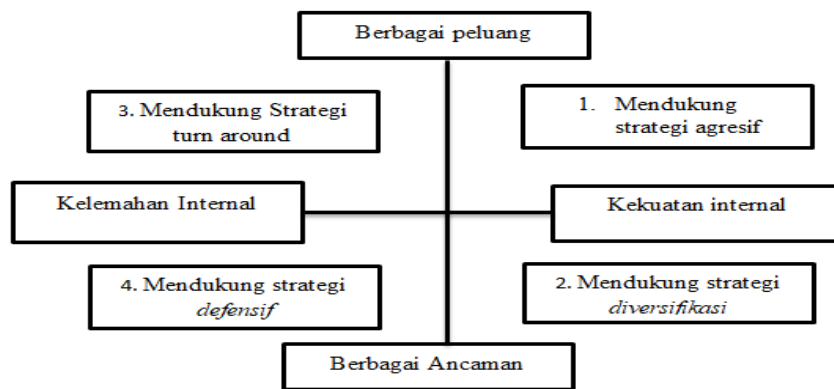 Berbagai peluang
3. Mendukung Strategi
turn around
1. Mendukung
strategi agresif
Kelemahan Internal
Kekuatan internal
4. Mendukung strategi
defensif
2. Mendukung strategi
diversifikasi
Berbagai Ancaman